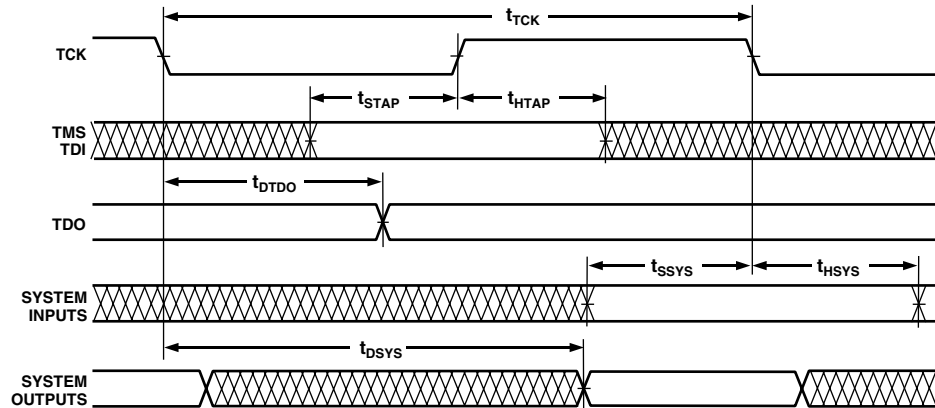 tTCK
TCK
tSTAP
tHTAP
TMS
TDI
tDTDO
TDO
tSSYS
tHSYS
SYSTEM
INPUTS
tDSYS
SYSTEM
OUTPUTS